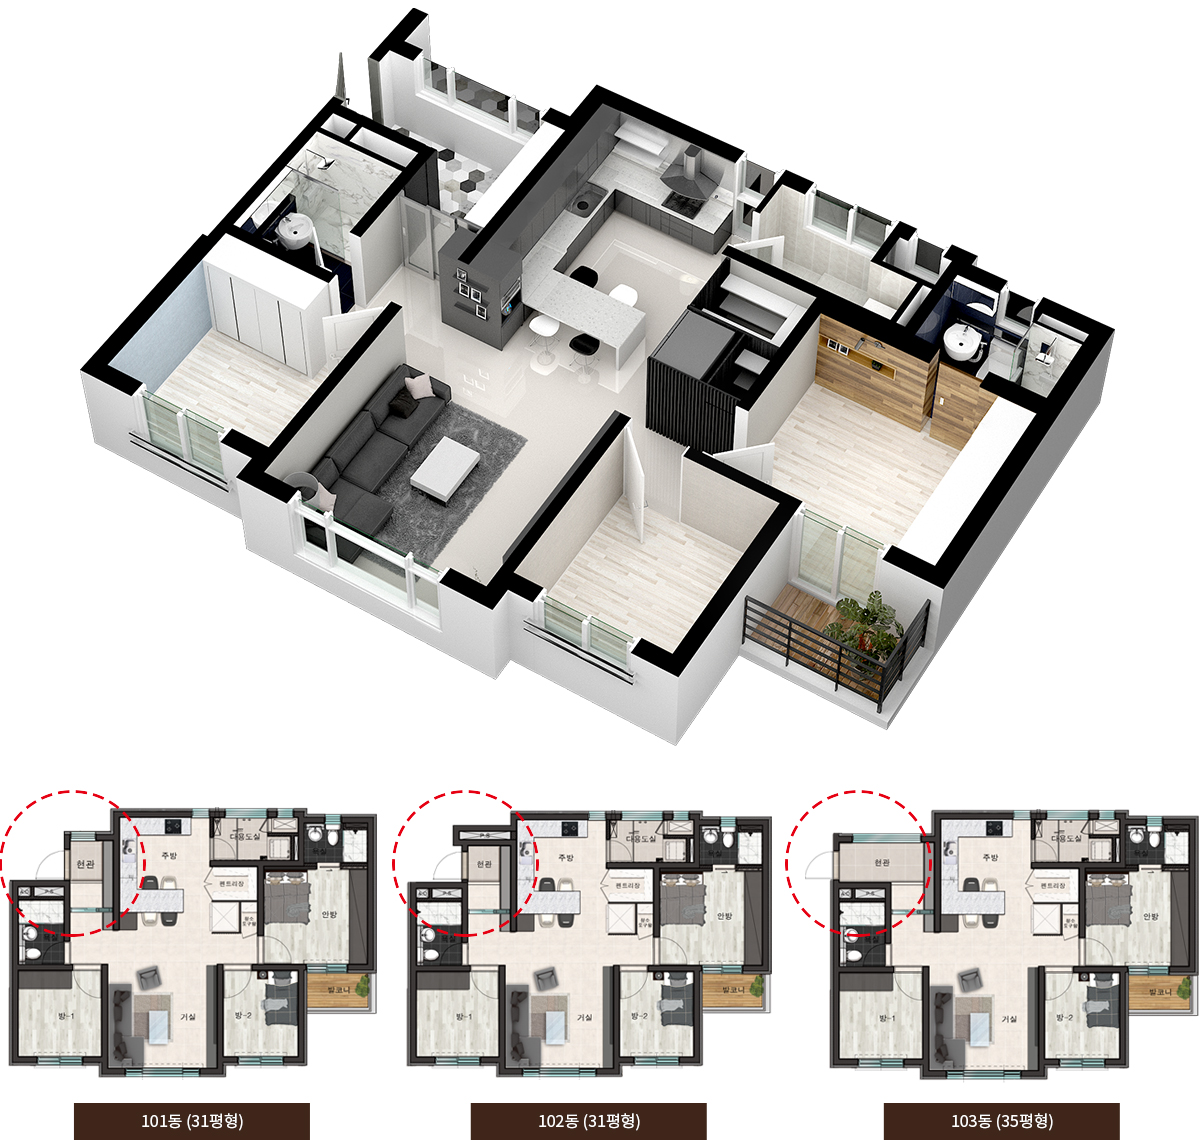 현관
주방
다용도실
팬트리장
안방
발코니
방-1
거실
방-2
101동 (31평형)
현관
주방
다용도실
팬트리장
안방
발코니
방-1
거실
방-2
102동 (31평형)
현관
주방
다용도실
팬트리장
안방
발코니
방-1
거실
방-2
103동 (35평형)